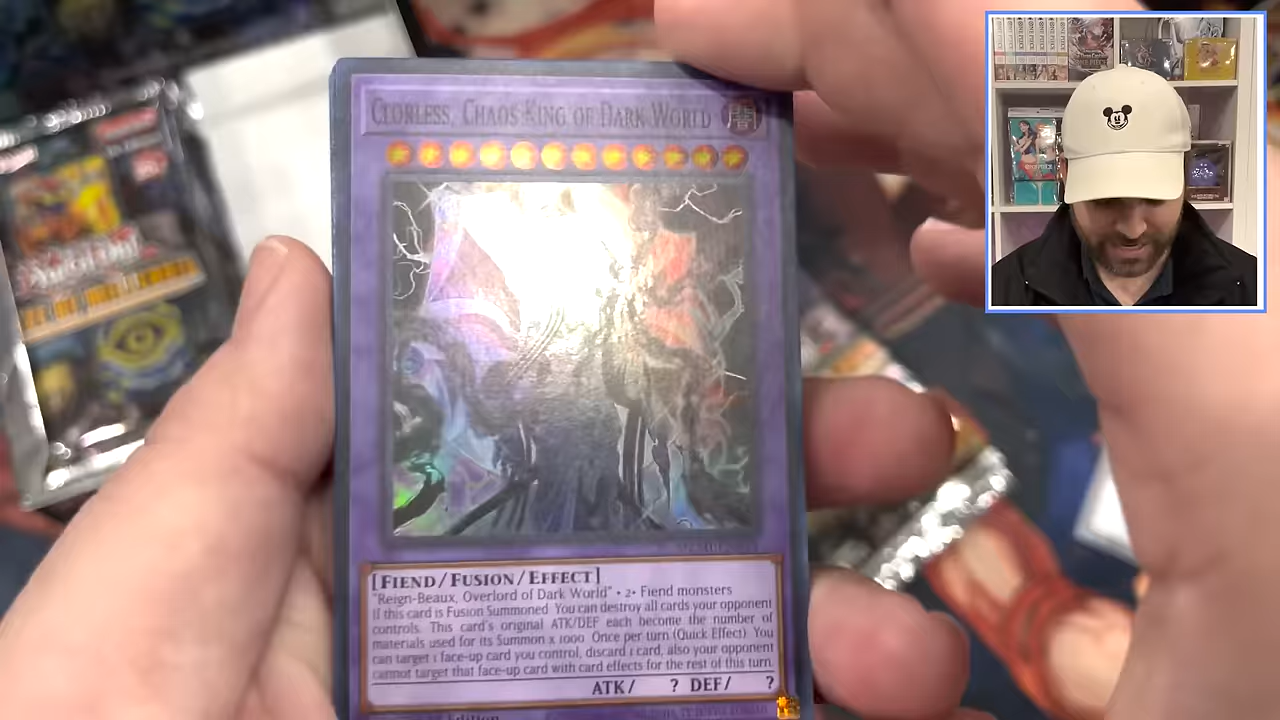 Clorless, Chaos King of Dark World
[Fiend/Fusion/Effect]
"Reign-Beaux, Overlord of Dark World" + 2+ Fiend monsters
If this card is Fusion Summoned: You can destroy all cards your opponent
controls. This card's original ATK/DEF each become the number of
materials used for its Summon x 1000. Once per turn (Quick Effect): You
can target 1 face-up card you control; discard 1 card, also your opponent
cannot target that face-up card with card effects for the rest of this turn.
ATK/ ? DEF/ ?
Edition